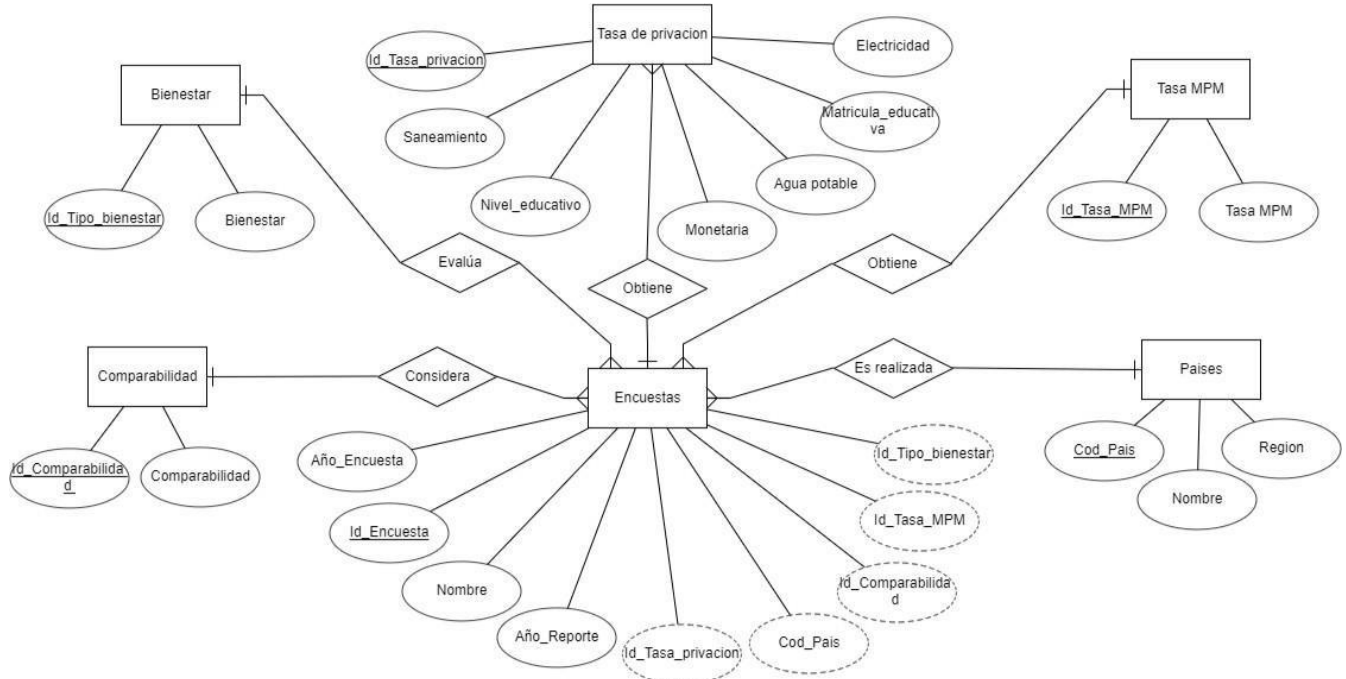 Tasa de privacion
Id_Tasa_privacion
Electricidad
Bienestar
Tasa MPM
Saneamiento
Matricula_educati
va
Agua potable
Nivel_educativo
Monetaria
Id_Tipo_bienestar
Bienestar
Id_Tasa_MPM
Tasa MPM
Evalúa
Obtiene
Obtiene
Comparabilidad
Considera
Encuestas
Es realizada
Paises
Año_Encuesta
Id_Tipo_bienestar
Cod_Pais
Region
Nombre
Id_Comparabilida
d
Comparabilidad
Id_Encuesta
Id_Tasa_MPM
Nombre
Id_Comparabilida
d
Año_Reporte
Id_Tasa_privacion
Cod_Pais